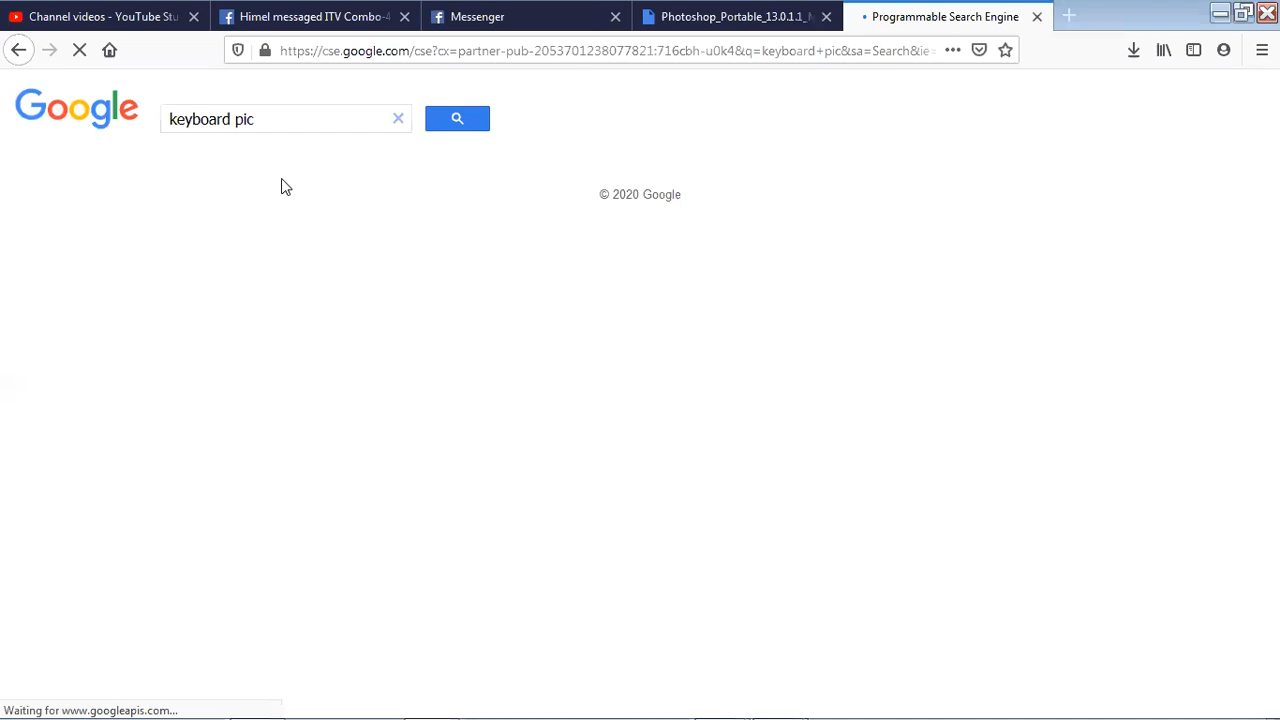 Channel videos - YouTube Stu
Himel messaged ITV Combo-4
Messenger
Photoshop_Portable_13.0.1.1_
Programmable Search Engine
https://cse.google.com/cse?cx=partner-pub-2053701238077821:716cbh-u0k4&q=keyboard+pic&sa=Search&ie=
Google
keyboard pic
© 2020 Google
Waiting for www.googleapis.com...